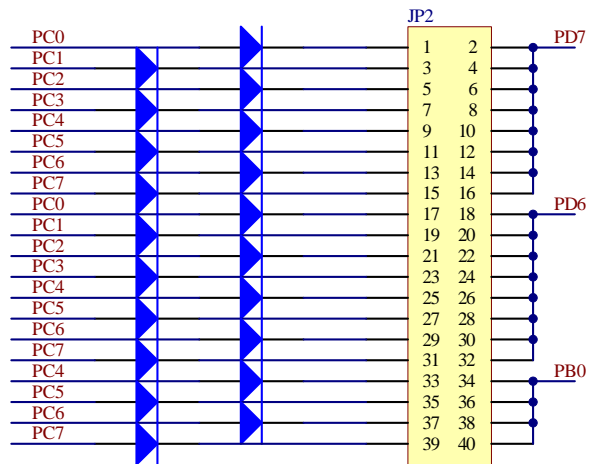 JP2
PC0 1 2 PD7
PC1 3 4
PC2 5 6
PC3 7 8
PC4 9 10
PC5 11 12
PC6 13 14
PC7 15 16
PC0 17 18 PD6
PC1 19 20
PC2 21 22
PC3 23 24
PC4 25 26
PC5 27 28
PC6 29 30
PC7 31 32
PC4 33 34 PB0
PC5 35 36
PC6 37 38
PC7 39 40